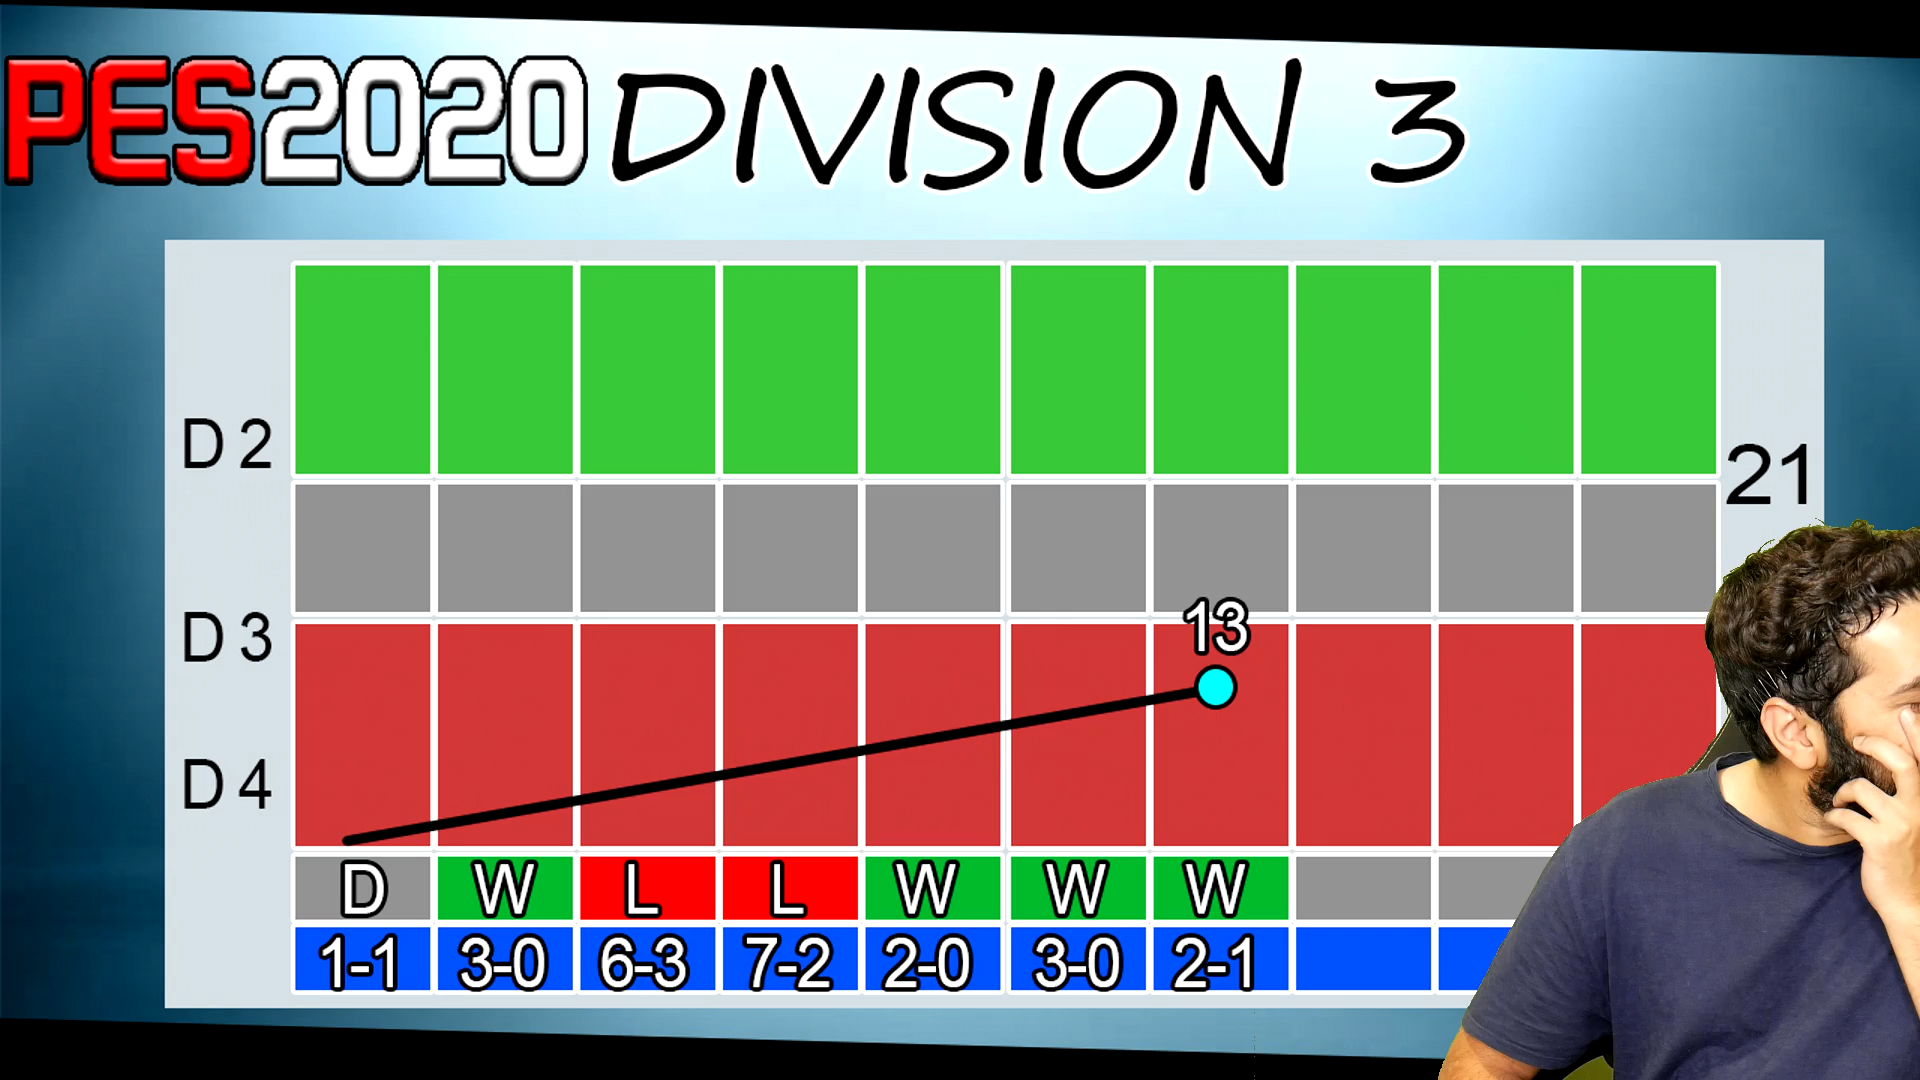 PES2020 DIVISION 3
D 2
21
D 3
13
D 4
D W L L W W W
1-1 3-0 6-3 7-2 2-0 3-0 2-1